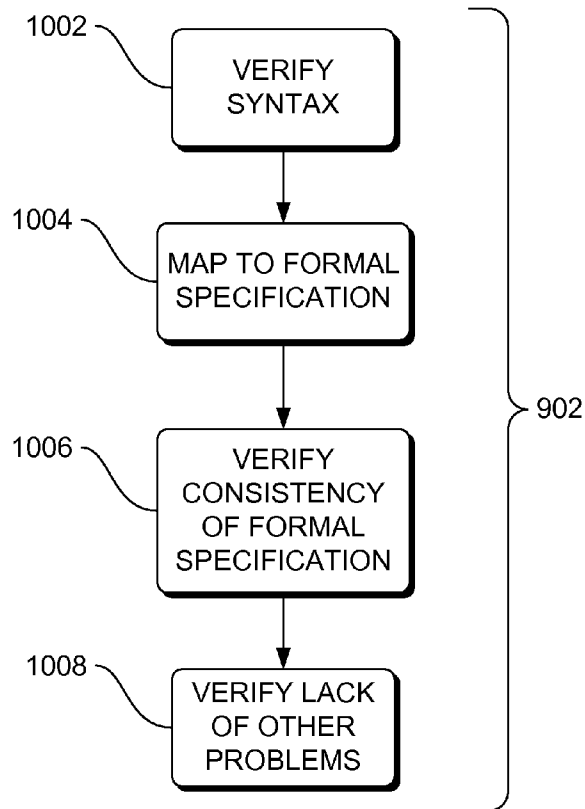 1002
VERIFY
SYNTAX
1004
MAP TO FORMAL
SPECIFICATION
902
1006
VERIFY
CONSISTENCY
OF FORMAL
SPECIFICATION
1008
VERIFY LACK
OF OTHER
PROBLEMS